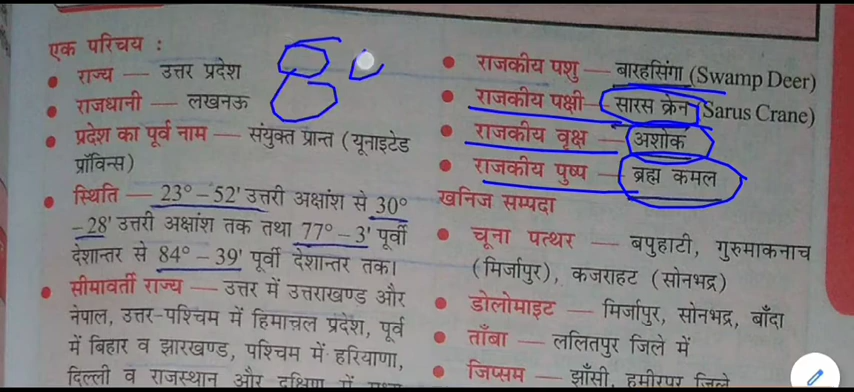 एक परिचय :
• राज्य — उत्तर प्रदेश
• राजधानी — लखनऊ
• प्रदेश का पूर्व नाम — संयुक्त प्रान्त (यूनाइटेड
प्रॉविन्स)
• स्थिति — 23° – 52' उत्तरी अक्षांश से 30°
– 28' उत्तरी अक्षांश तक तथा 77° – 3' पूर्वी
देशान्तर से 84° – 39' पूर्वी देशान्तर तक।
• सीमावर्ती राज्य — उत्तर में उत्तराखण्ड और
नेपाल, उत्तर-पश्चिम में हिमाचल प्रदेश, पूर्व
में बिहार व झारखण्ड, पश्चिम में हरियाणा,
दिल्ली व राजस्थान और दक्षिण में मध्य
8
• राजकीय पशु — बारहसिंगा (Swamp Deer)
• राजकीय पक्षी — सारस क्रेन (Sarus Crane)
• राजकीय वृक्ष — अशोक
• राजकीय पुष्प — ब्रह्म कमल
खनिज सम्पदा
• चूना पत्थर — बपुहाटी, गुरुमाकनाच
(मिर्जापुर), कजराहट (सोनभद्र)
• डोलोमाइट — मिर्जापुर, सोनभद्र, बाँदा
• ताँबा — ललितपुर जिले में
• जिप्सम — झाँसी, हमीरपुर जिले